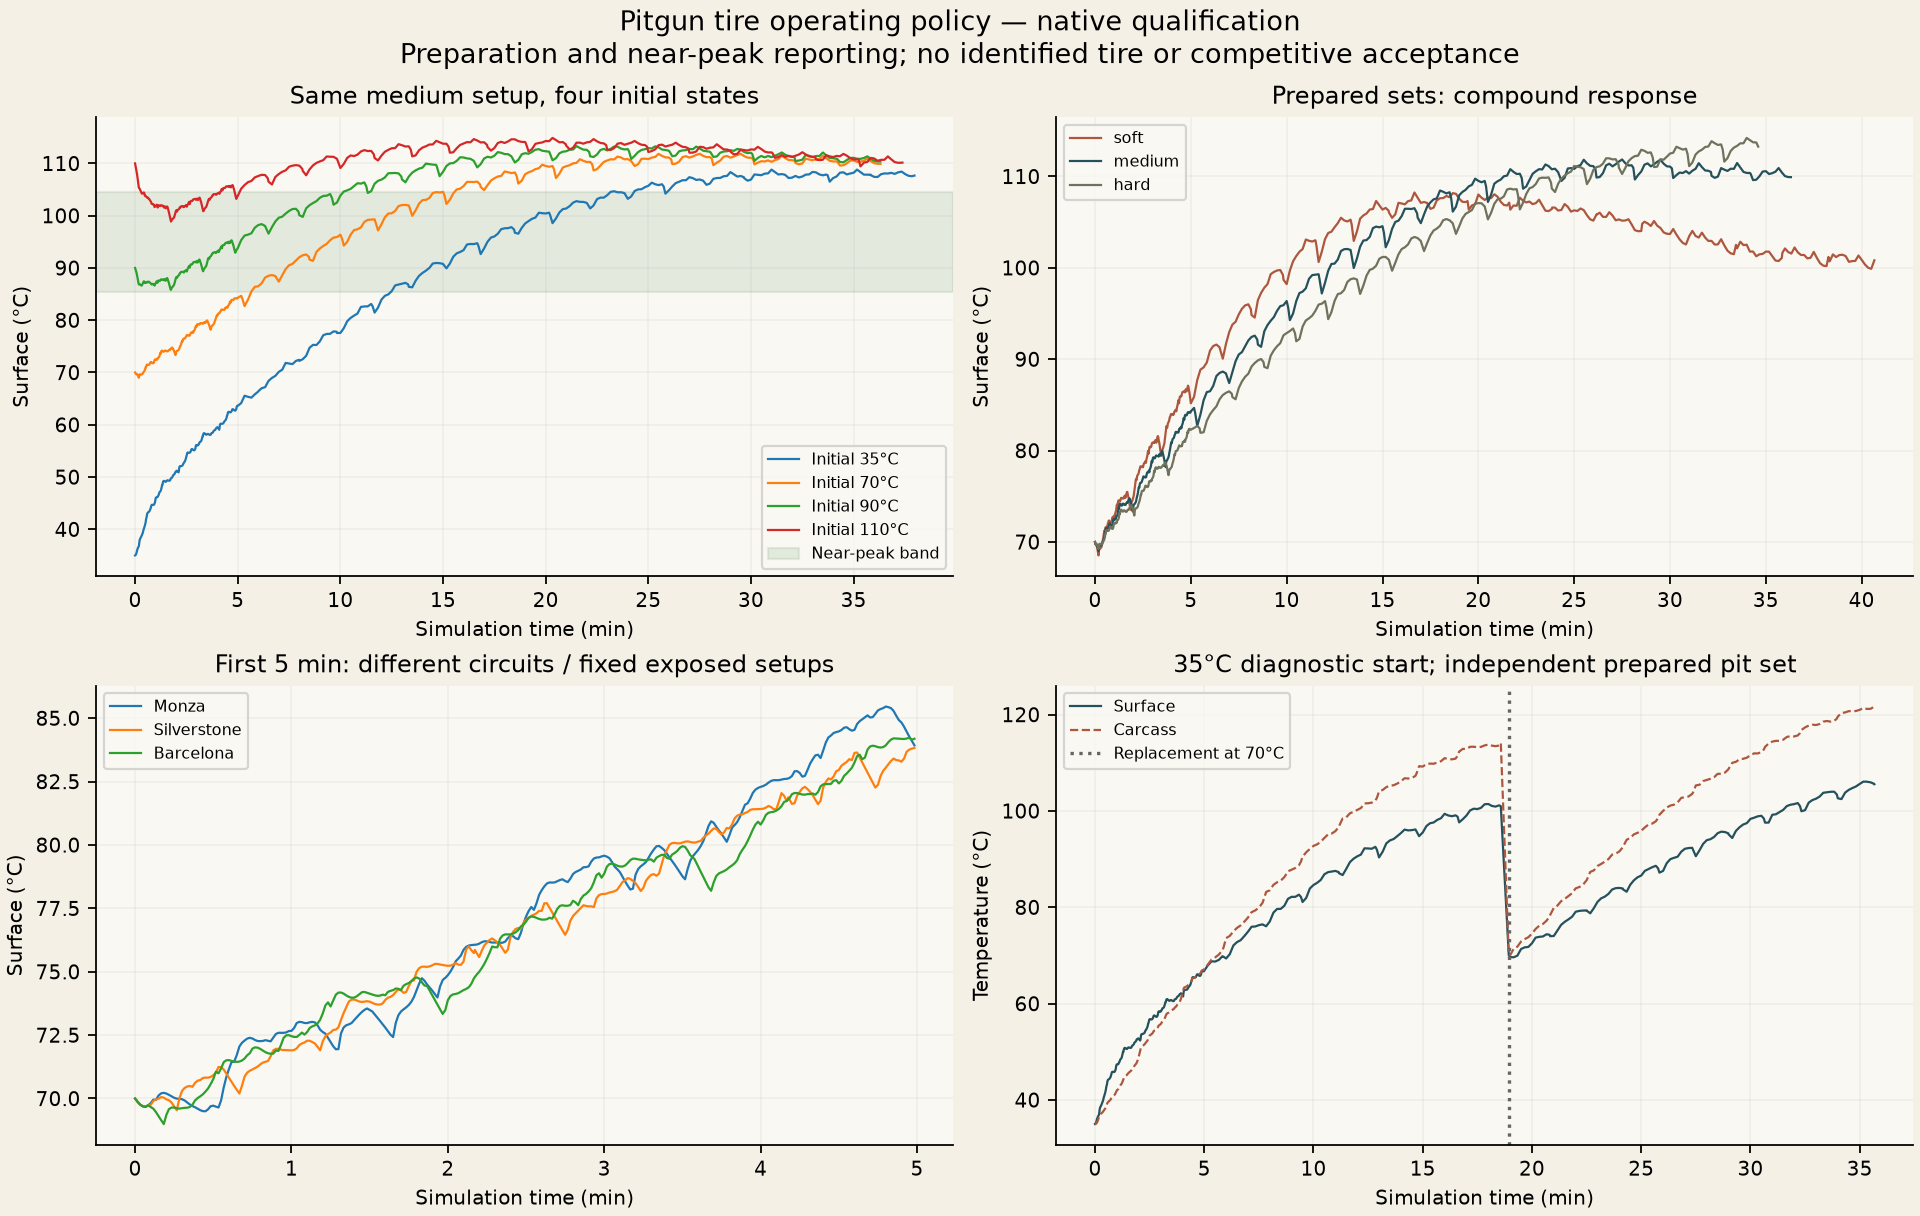 Pitgun tire operating policy — native qualification
Preparation and near-peak reporting; no identified tire or competitive acceptance
Same medium setup, four initial states
Surface (°C)
110
100
90
80
70
60
50
40
Initial 35°C
Initial 70°C
Initial 90°C
Initial 110°C
Near-peak band
0 5 10 15 20 25 30 35
Simulation time (min)
Prepared sets: compound response
Surface (°C)
soft
medium
hard
110
100
90
80
70
0 5 10 15 20 25 30 35 40
Simulation time (min)
First 5 min: different circuits / fixed exposed setups
Surface (°C)
Monza
Silverstone
Barcelona
85.0
82.5
80.0
77.5
75.0
72.5
70.0
0 1 2 3 4 5
Simulation time (min)
35°C diagnostic start; independent prepared pit set
Temperature (°C)
Surface
Carcass
Replacement at 70°C
120
100
80
60
40
0 5 10 15 20 25 30 35
Simulation time (min)